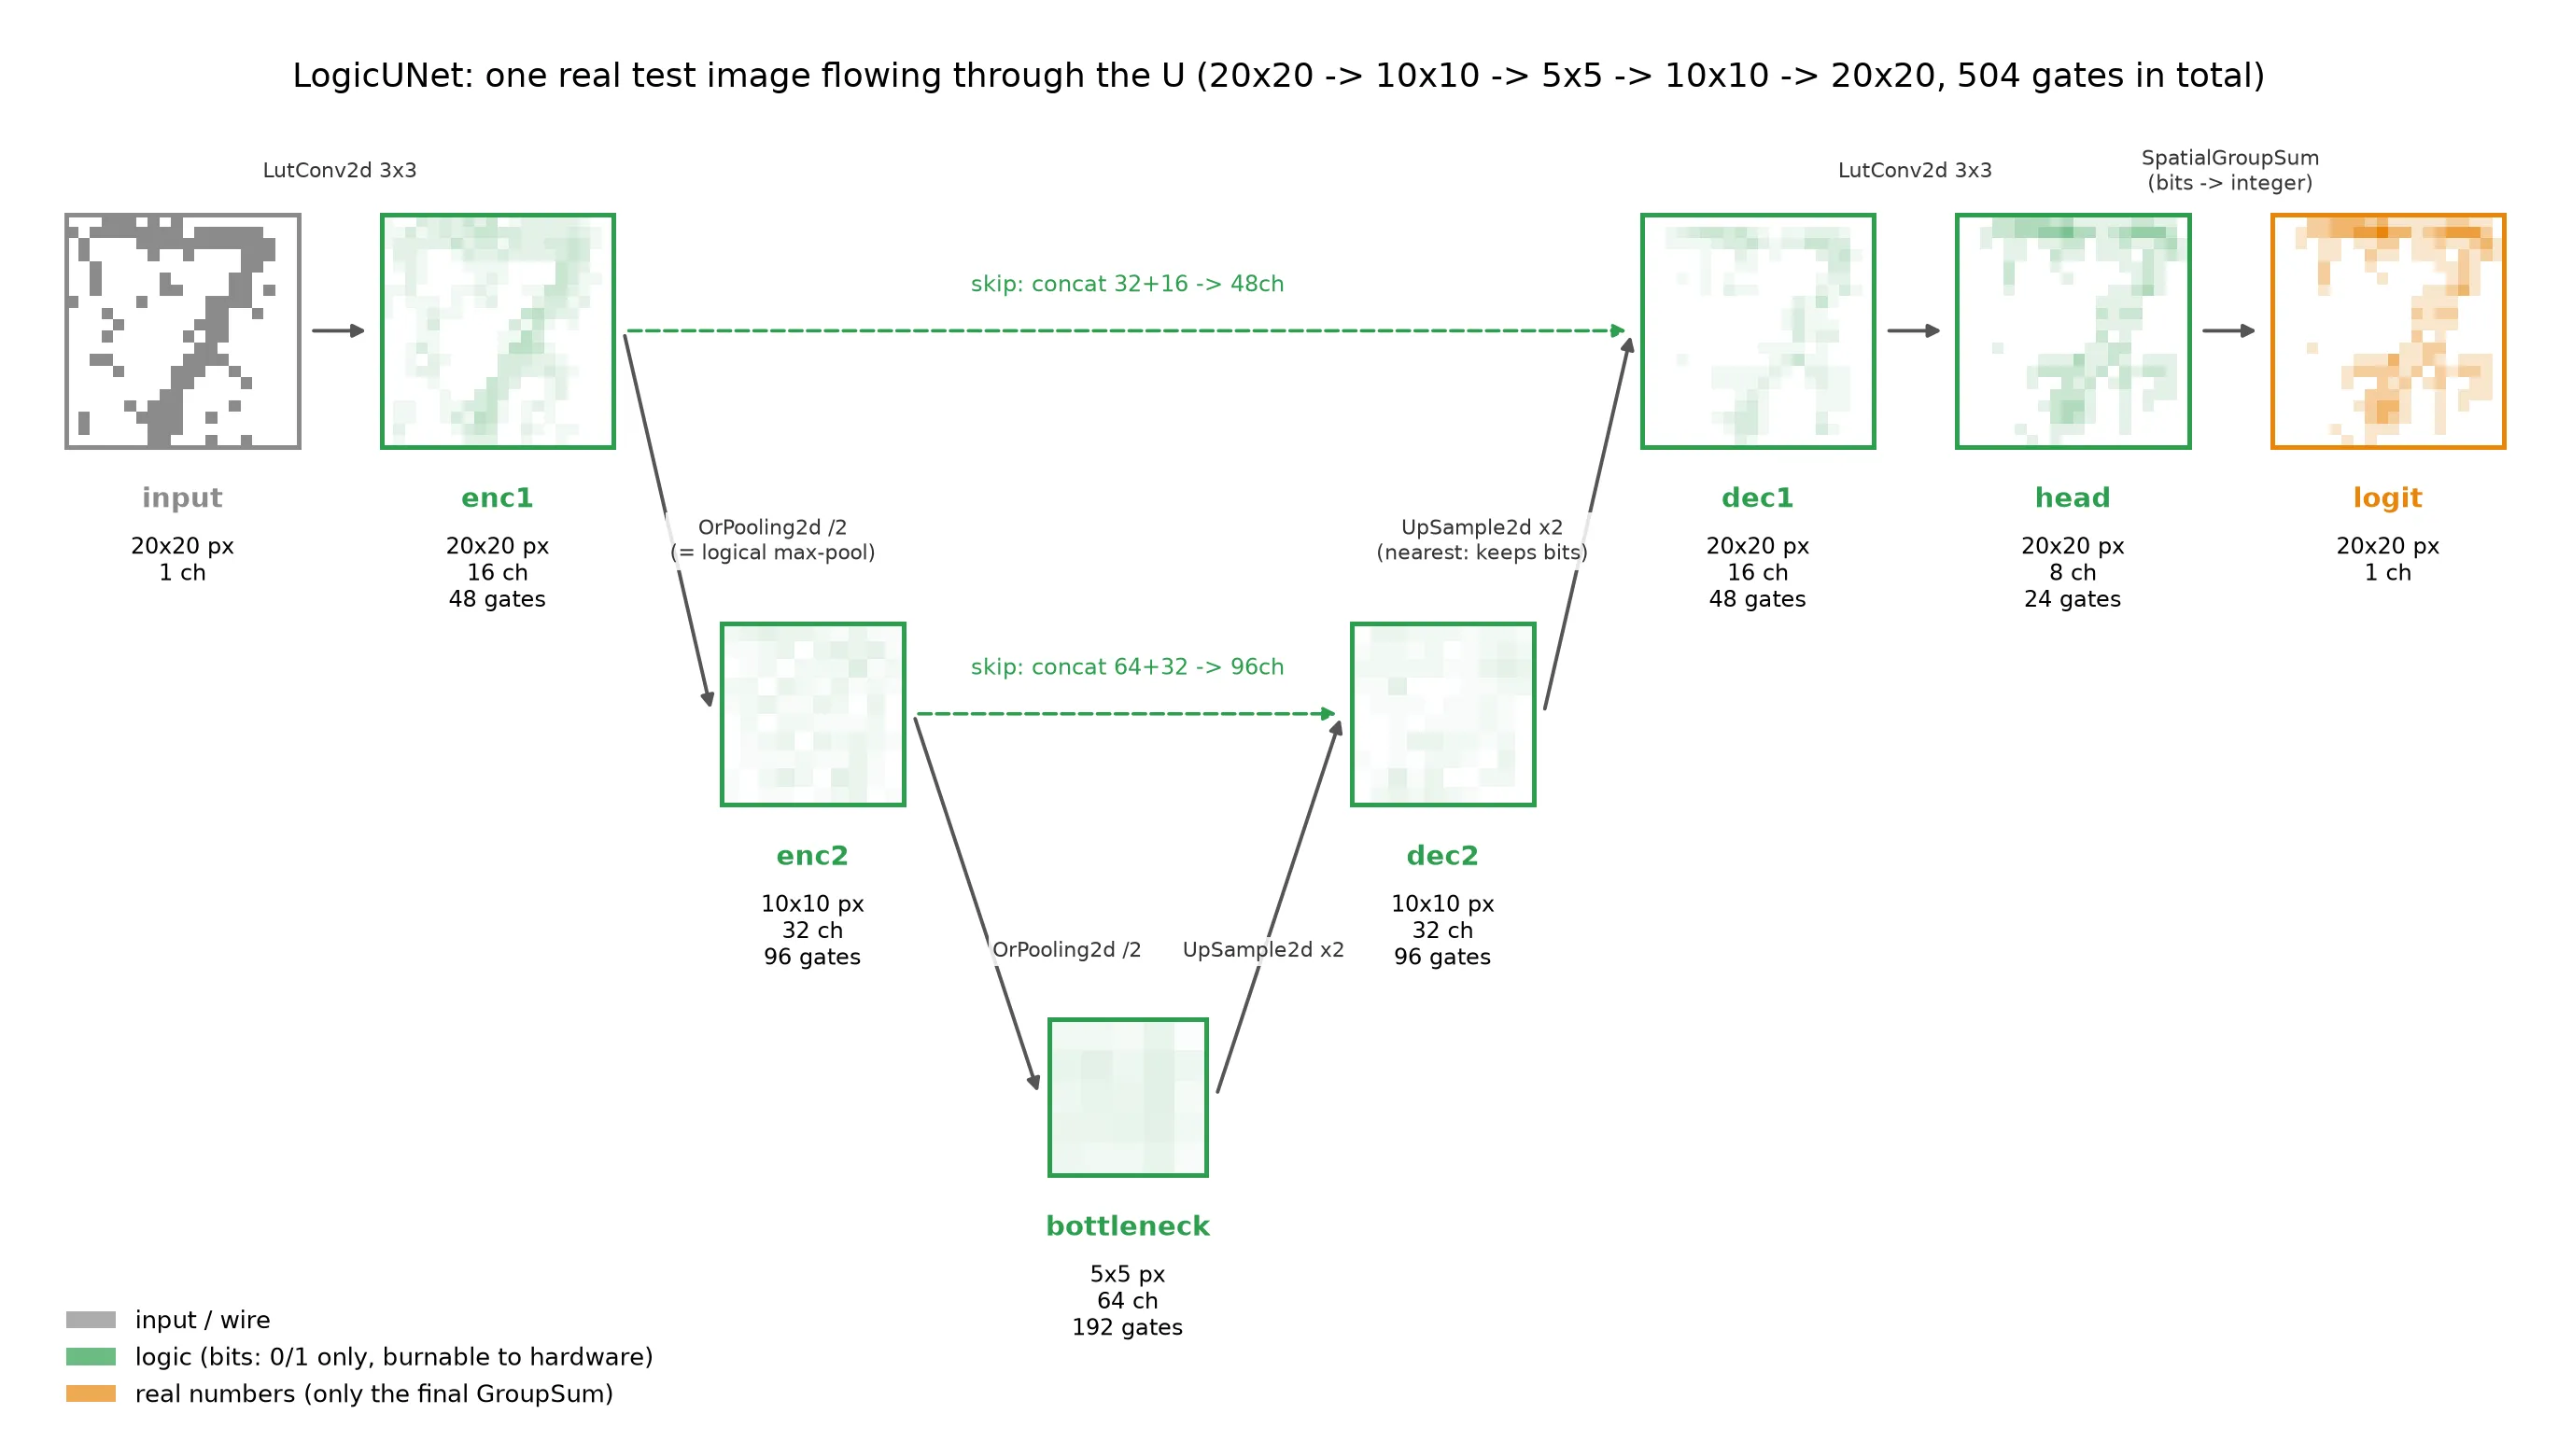 LogicUNet: one real test image flowing through the U (20x20 -> 10x10 -> 5x5 -> 10x10 -> 20x20, 504 gates in total)
LutConv2d 3x3
LutConv2d 3x3
SpatialGroupSum
(bits -> integer)
skip: concat 32+16 -> 48ch
input
20x20 px
1 ch
enc1
20x20 px
16 ch
48 gates
OrPooling2d /2
(= logical max-pool)
UpSample2d x2
(nearest: keeps bits)
dec1
20x20 px
16 ch
48 gates
head
20x20 px
8 ch
24 gates
logit
20x20 px
1 ch
skip: concat 64+32 -> 96ch
enc2
10x10 px
32 ch
96 gates
OrPooling2d /2
UpSample2d x2
dec2
10x10 px
32 ch
96 gates
bottleneck
5x5 px
64 ch
192 gates
input / wire
logic (bits: 0/1 only, burnable to hardware)
real numbers (only the final GroupSum)